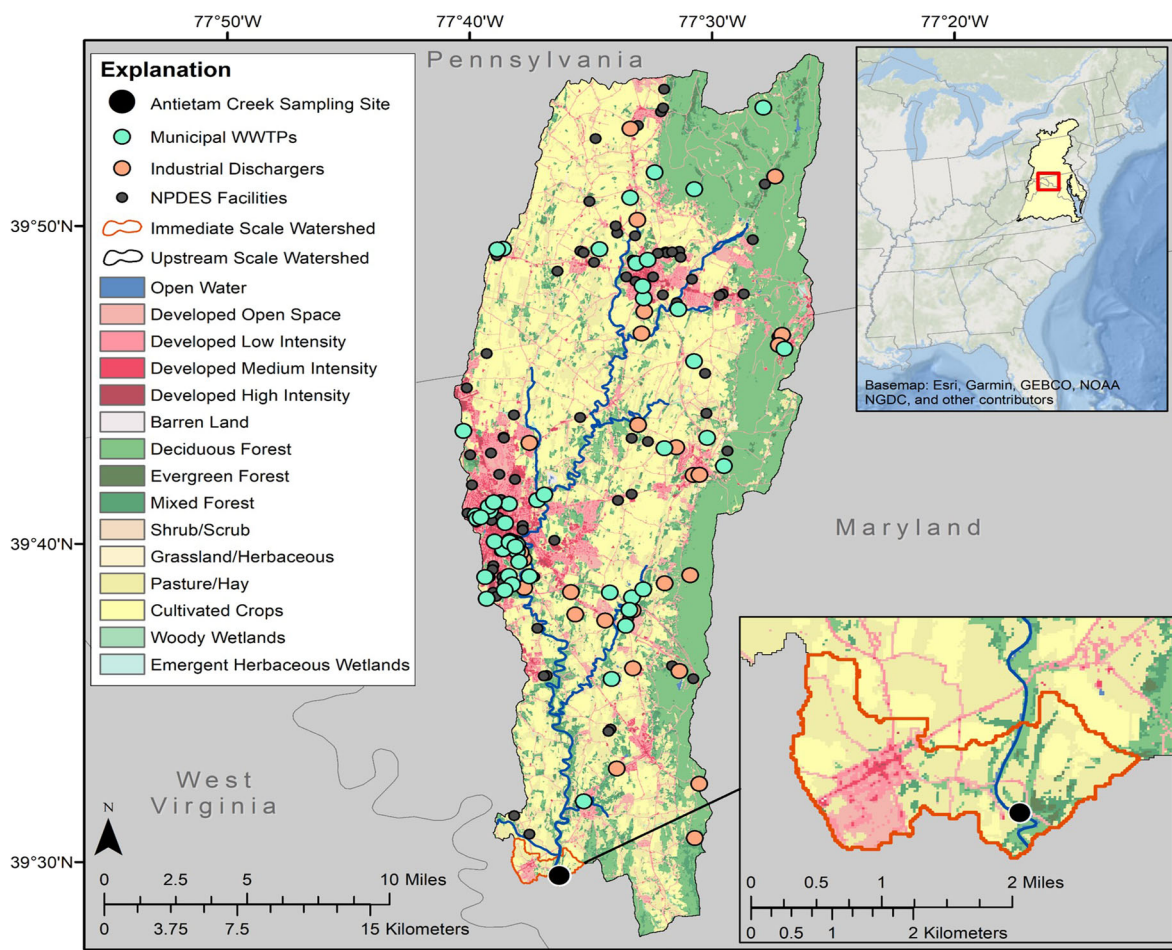 77°50'W
77°40'W
77°30'W
77°20'W
39°50'N
39°40'N
39°30'N
Pennsylvania
Maryland
West
Virginia
Explanation
Antietam Creek Sampling Site
Municipal WWTPs
Industrial Dischargers
NPDES Facilities
Immediate Scale Watershed
Upstream Scale Watershed
Open Water
Developed Open Space
Developed Low Intensity
Developed Medium Intensity
Developed High Intensity
Barren Land
Deciduous Forest
Evergreen Forest
Mixed Forest
Shrub/Scrub
Grassland/Herbaceous
Pasture/Hay
Cultivated Crops
Woody Wetlands
Emergent Herbaceous Wetlands
Basemap: Esri, Garmin, GEBCO, NOAA
NGDC, and other contributors
N
0 2.5 5 10 Miles
0 3.75 7.5 15 Kilometers
0 0.5 1 2 Miles
0 0.5 1 2 Kilometers